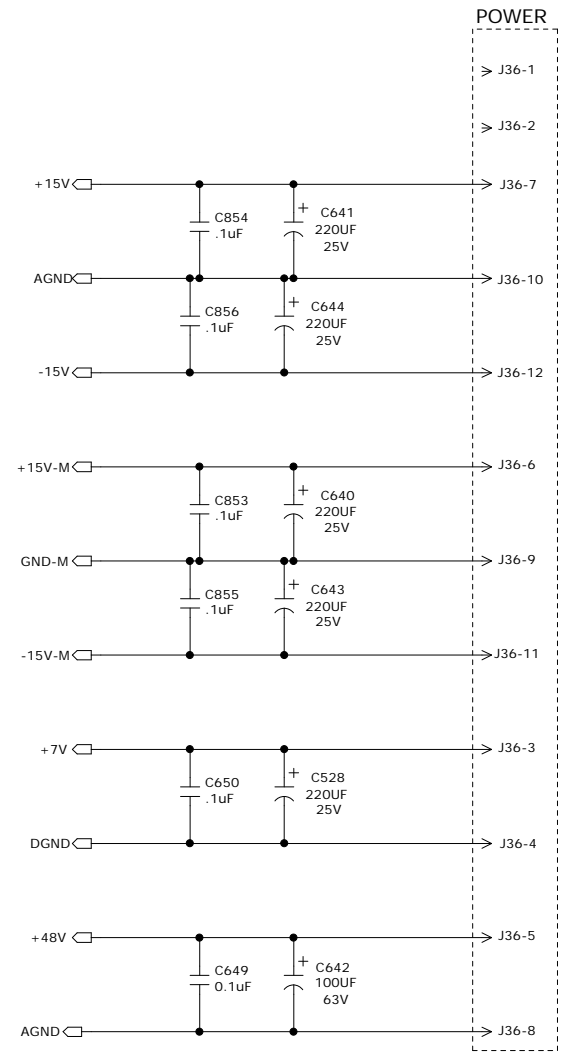 POWER
J36-1
J36-2
+15V
J36-7
C854
.1uF
+
C641
220UF
25V
AGND
J36-10
C856
.1uF
+
C644
220UF
25V
-15V
J36-12
+15V-M
J36-6
C853
.1uF
+
C640
220UF
25V
GND-M
J36-9
C855
.1uF
+
C643
220UF
25V
-15V-M
J36-11
+7V
J36-3
C650
.1uF
+
C528
220UF
25V
DGND
J36-4
+48V
J36-5
C649
0.1uF
+
C642
100UF
63V
AGND
J36-8